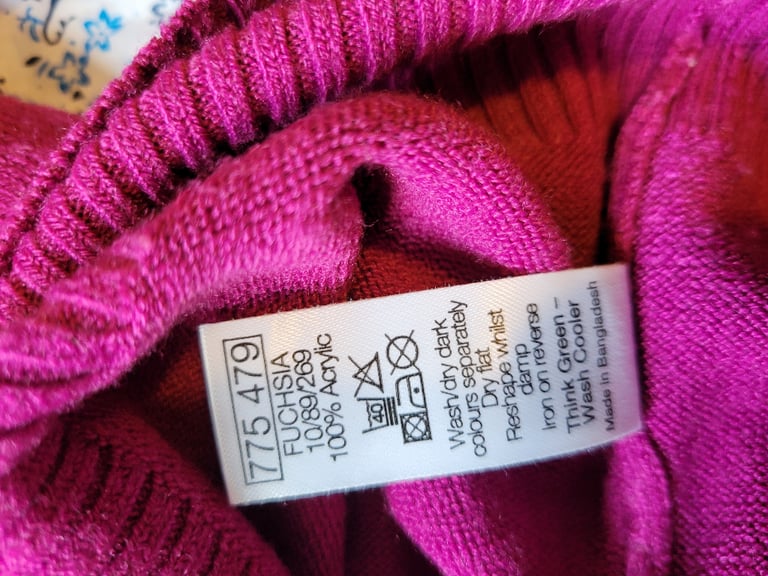 775 479
FUCHSIA
10/89/269
100% Acrylic
40
Wash/dry dark
colours separately
Dry
flat
Reshape whilst
damp
Iron on reverse
Think Green –
Wash Cooler
Made In Bangladesh